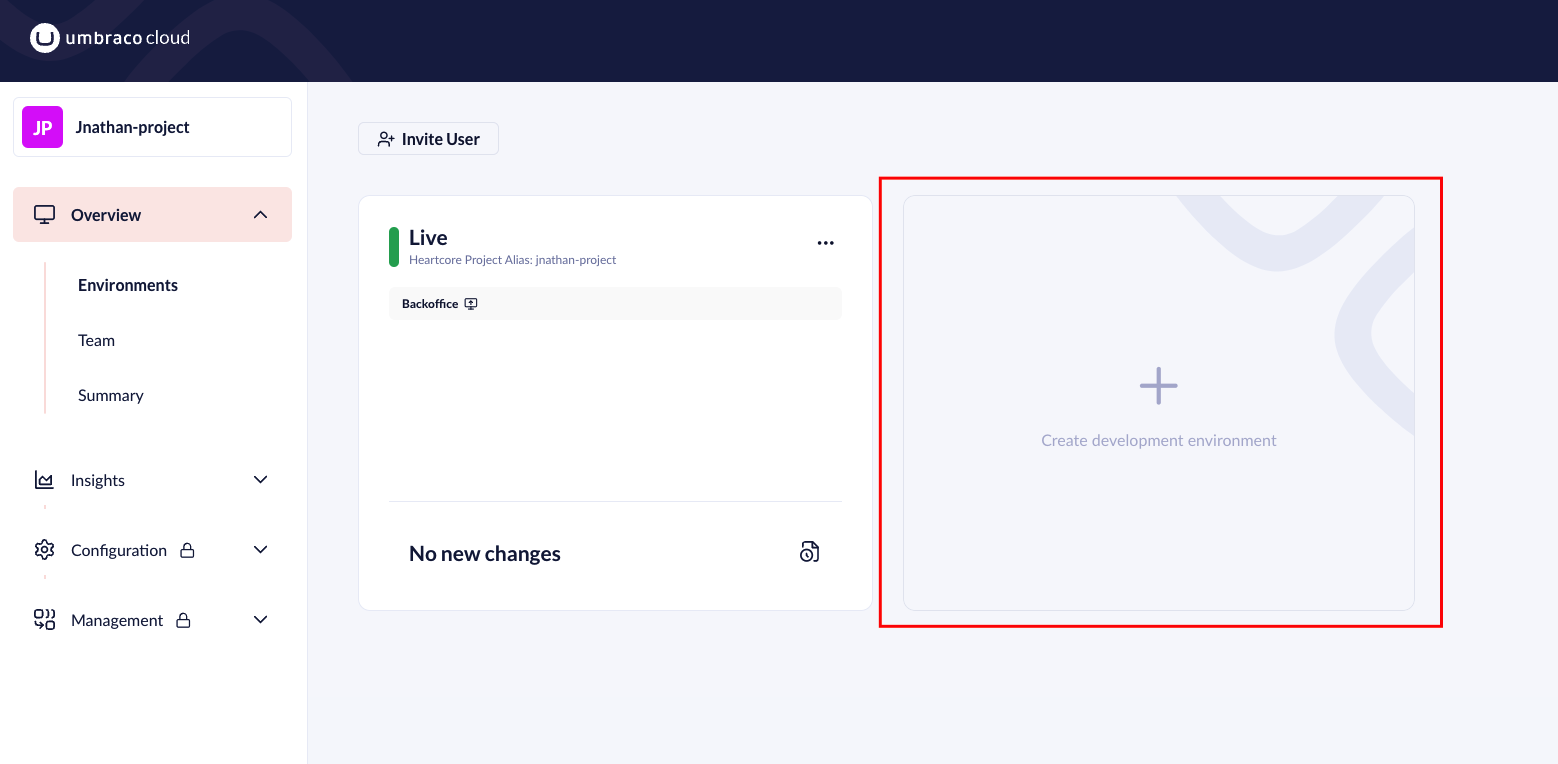 umbraco cloud
JP
Jnathan-project
Overview
Environments
Team
Summary
Insights
Configuration
Management
Invite User
Live
Heartcore Project Alias: jnathan-project
Backoffice
No new changes
Create development environment